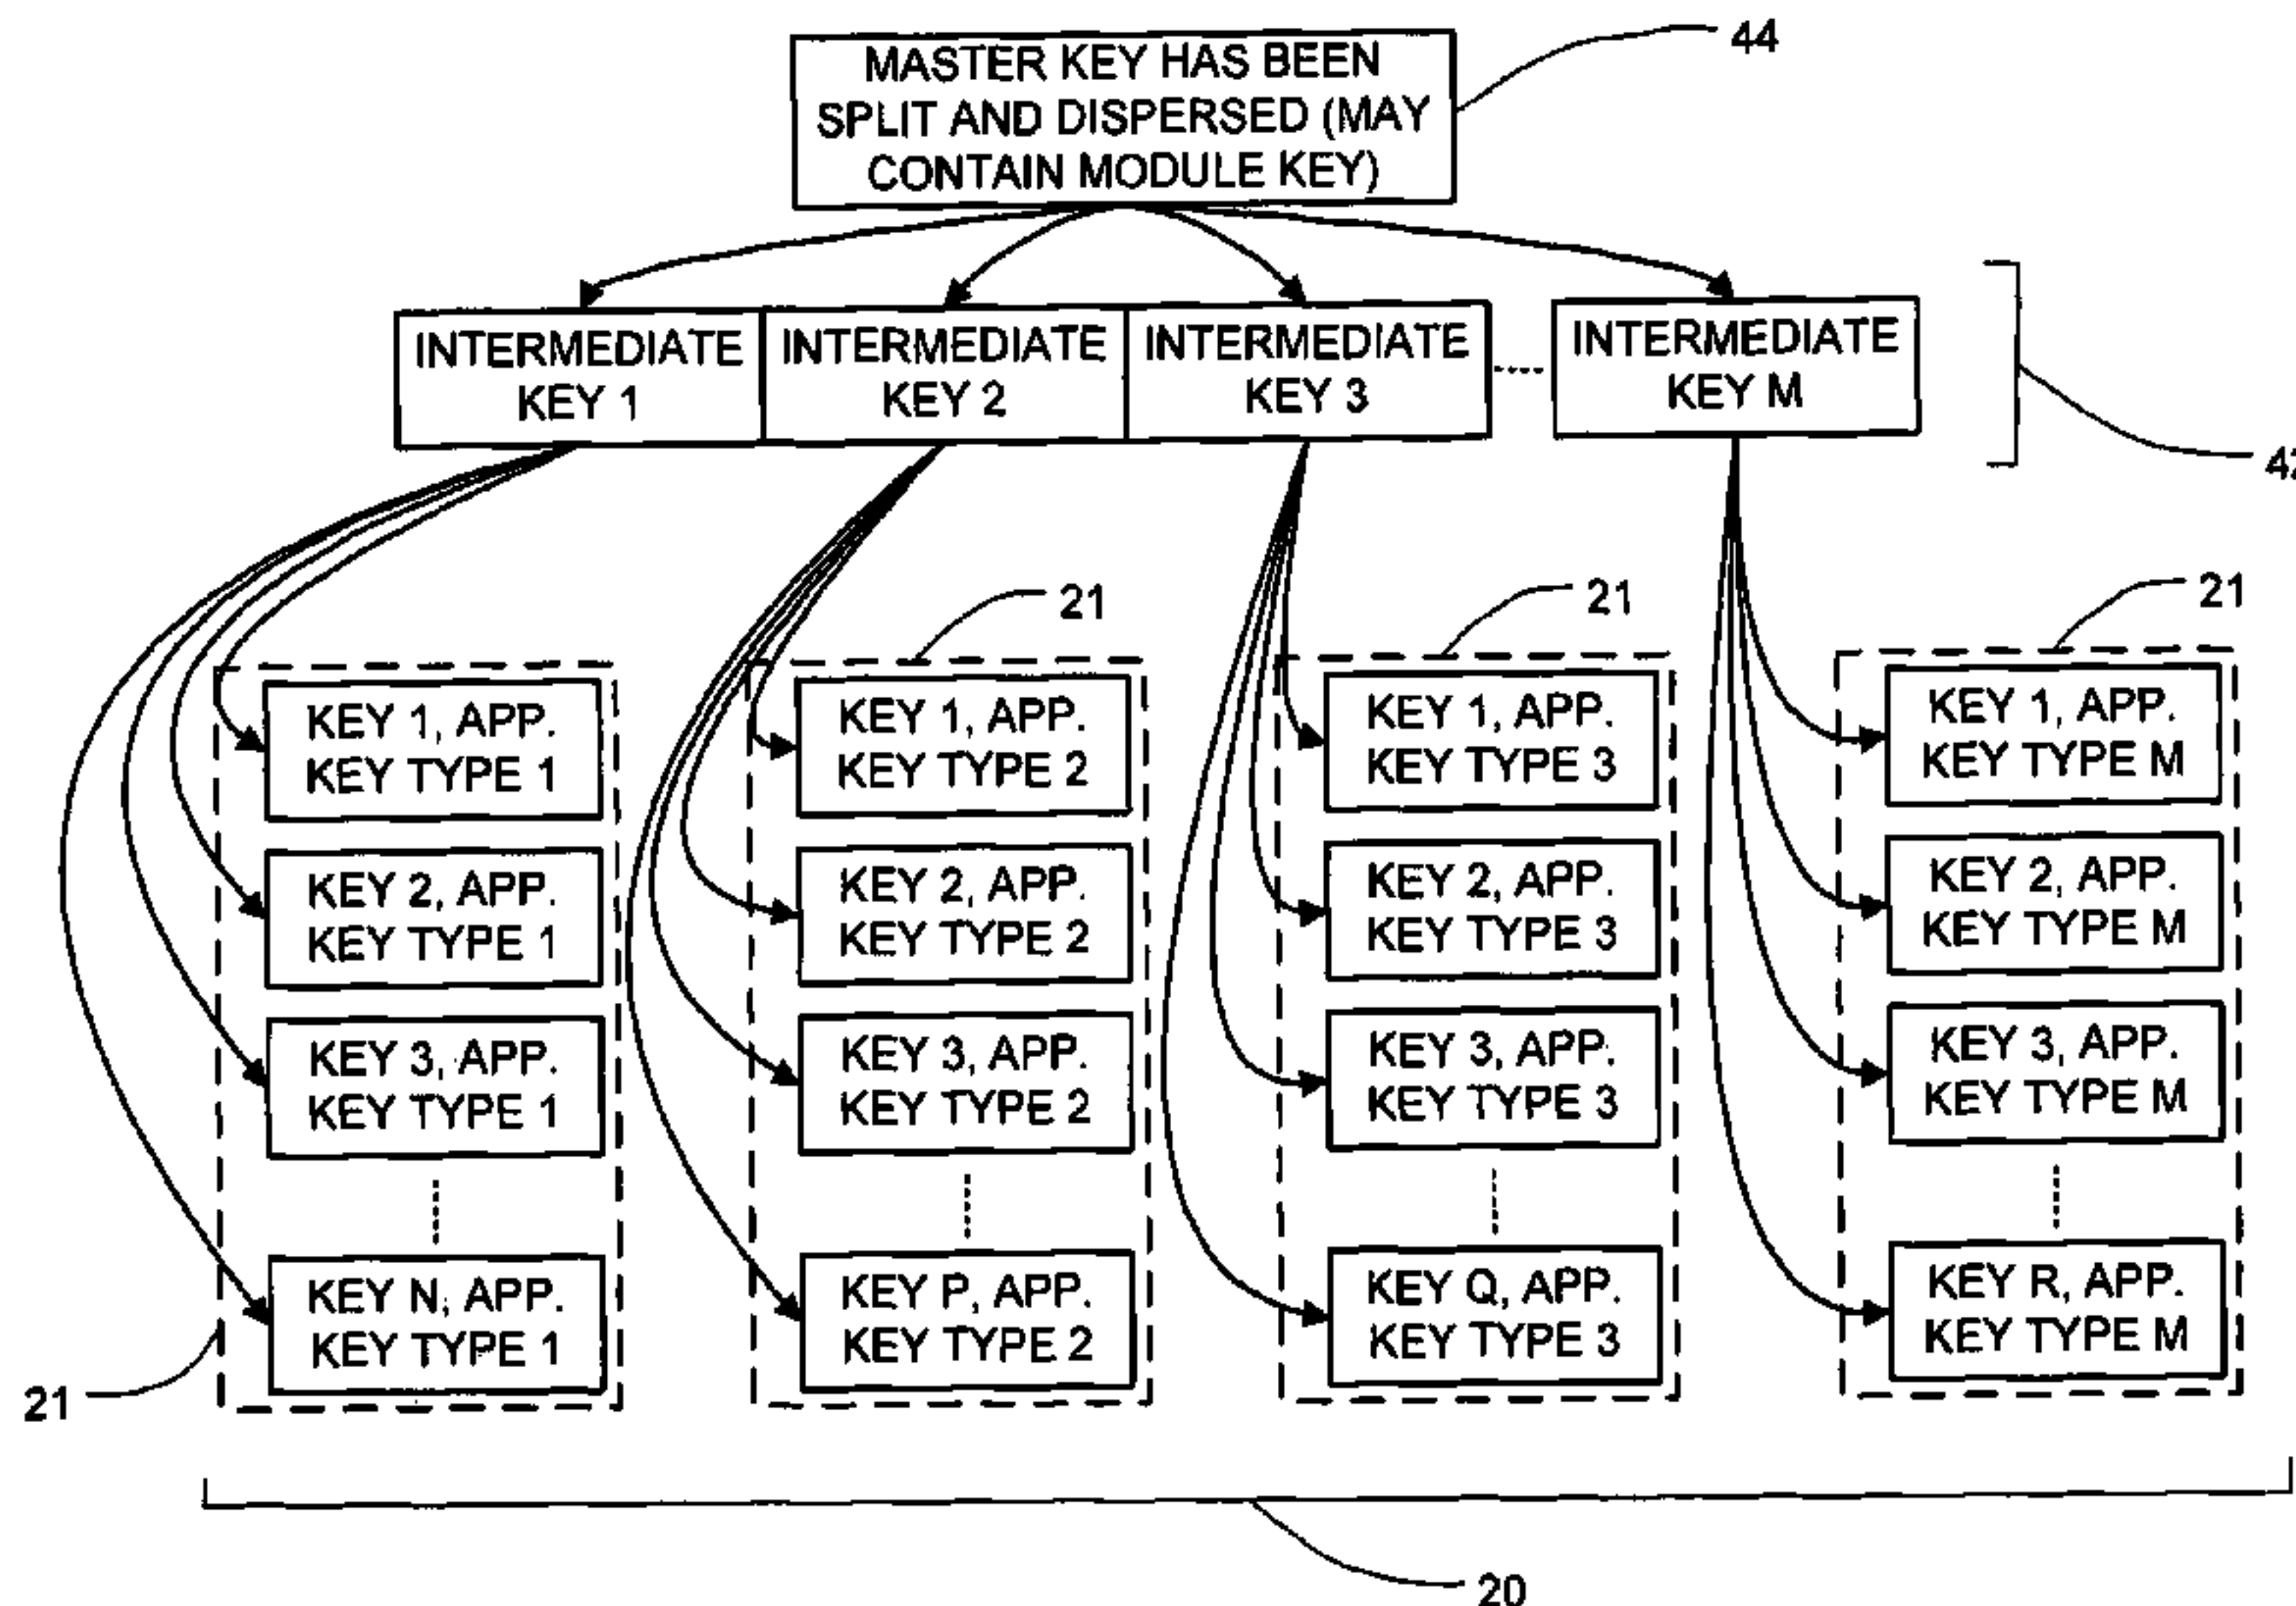 MASTER KEY HAS BEEN
SPLIT AND DISPERSED (MAY
CONTAIN MODULE KEY)
44
INTERMEDIATE
KEY 1
INTERMEDIATE
KEY 2
INTERMEDIATE
KEY 3
INTERMEDIATE
KEY M
42
21
21
21
KEY 1, APP.
KEY TYPE 1
KEY 1, APP.
KEY TYPE 2
KEY 1, APP.
KEY TYPE 3
KEY 1, APP.
KEY TYPE M
KEY 2, APP.
KEY TYPE 1
KEY 2, APP.
KEY TYPE 2
KEY 2, APP.
KEY TYPE 3
KEY 2, APP.
KEY TYPE M
KEY 3, APP.
KEY TYPE 1
KEY 3, APP.
KEY TYPE 2
KEY 3, APP.
KEY TYPE 3
KEY 3, APP.
KEY TYPE M
KEY N, APP.
KEY TYPE 1
KEY P, APP.
KEY TYPE 2
KEY Q, APP.
KEY TYPE 3
KEY R, APP.
KEY TYPE M
21
20